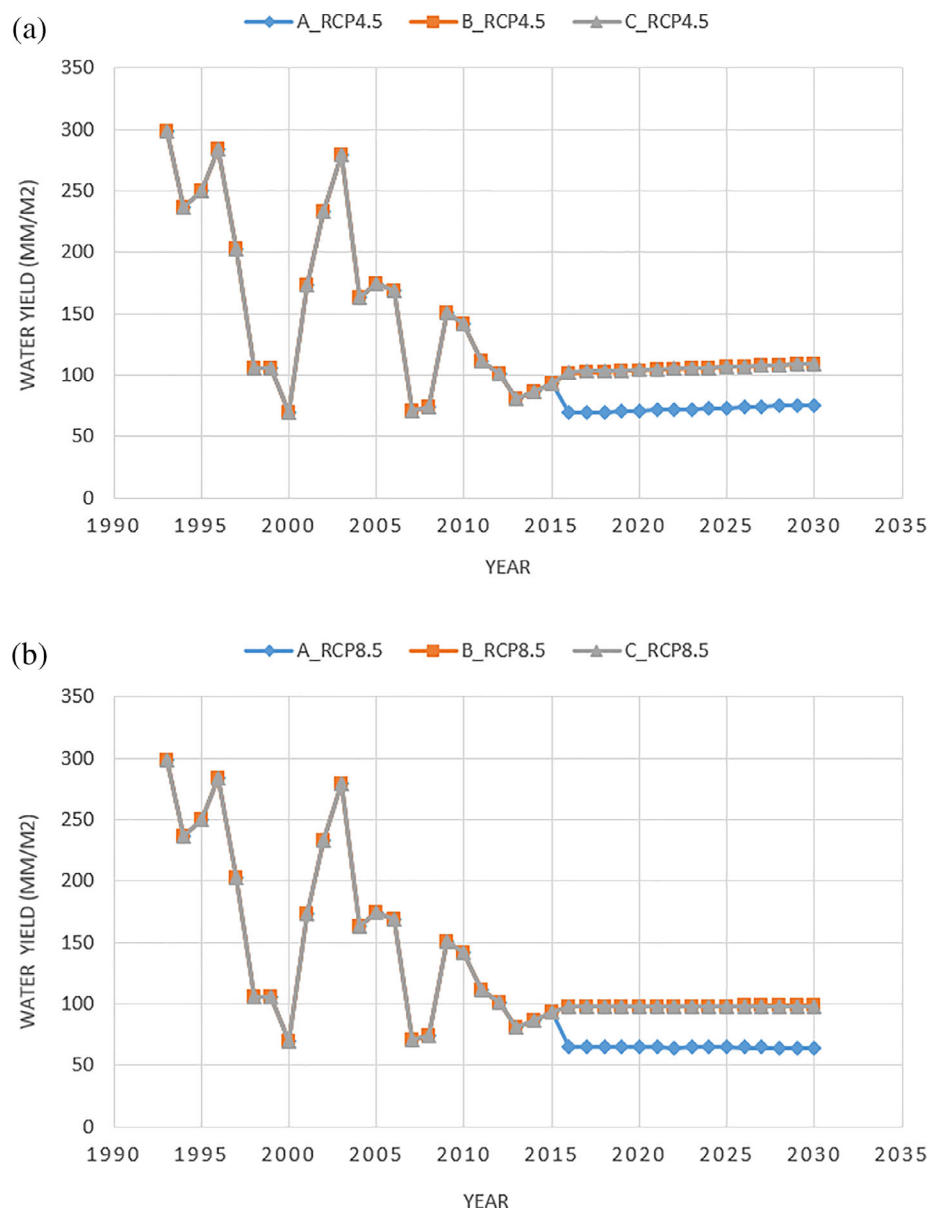 (a)
A_RCP4.5 B_RCP4.5 C_RCP4.5
350
300
250
200
150
100
50
0
WATER YIELD (MM/M2)
1990 1995 2000 2005 2010 2015 2020 2025 2030 2035
YEAR
(b)
A_RCP8.5 B_RCP8.5 C_RCP8.5
350
300
250
200
150
100
50
0
WATER YIELD (MM/M2)
1990 1995 2000 2005 2010 2015 2020 2025 2030 2035
YEAR